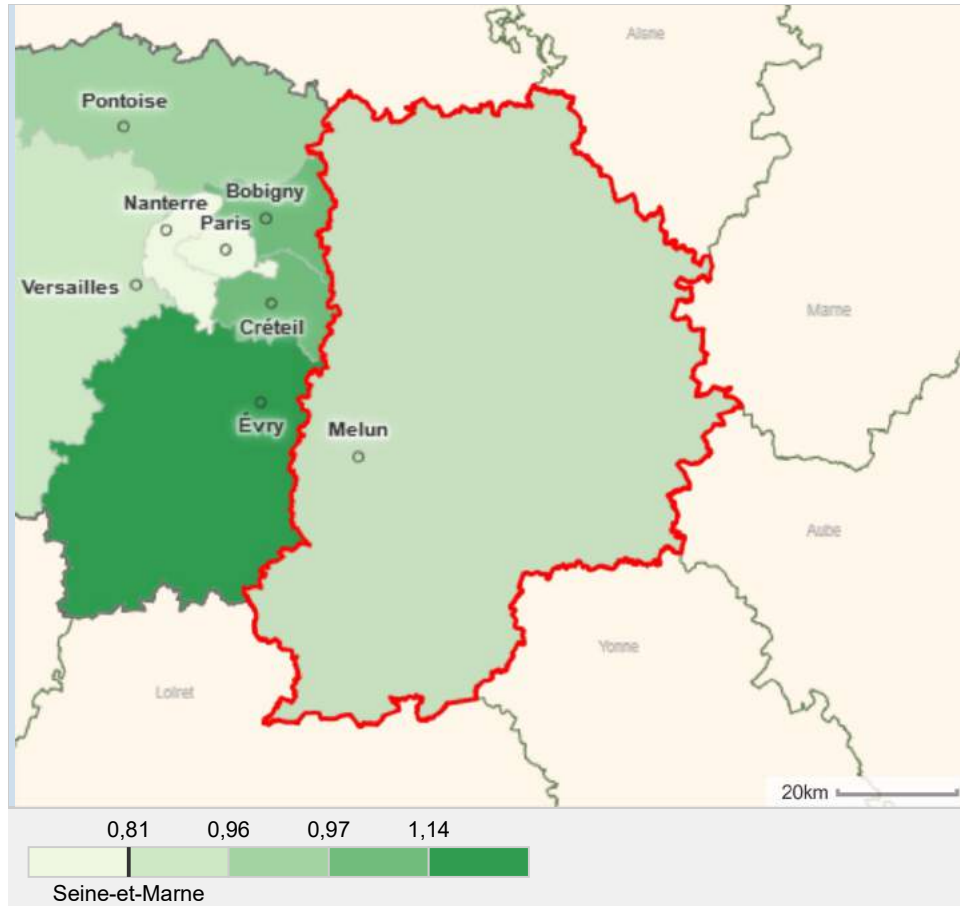 Aisne
Pontoise
Bobigny
Nanterre
Paris
Versailles
Marne
Créteil
Évry
Melun
Aube
Yonne
Loiret
20km
0,81 0,96 0,97 1,14
Seine-et-Marne